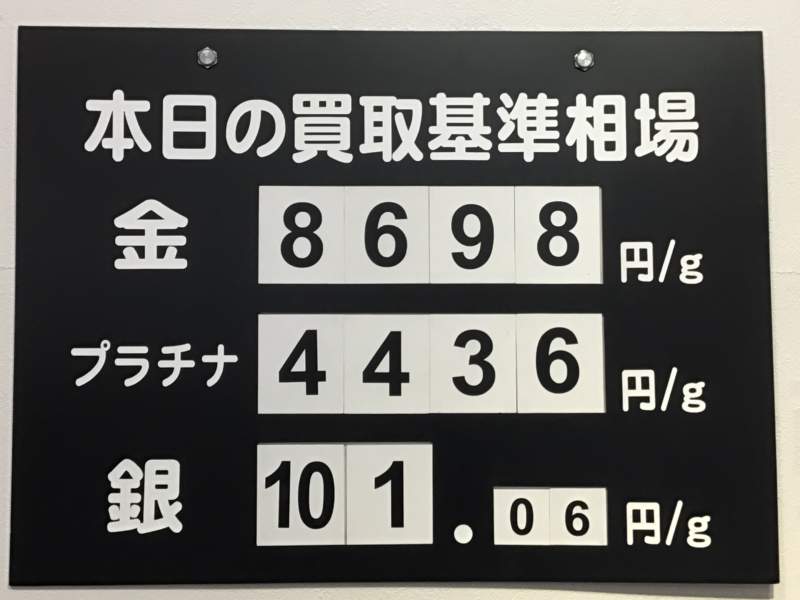 本日の買取基準相場
金 8698 円/g
プラチナ 4436 円/g
銀 101.06 円/g